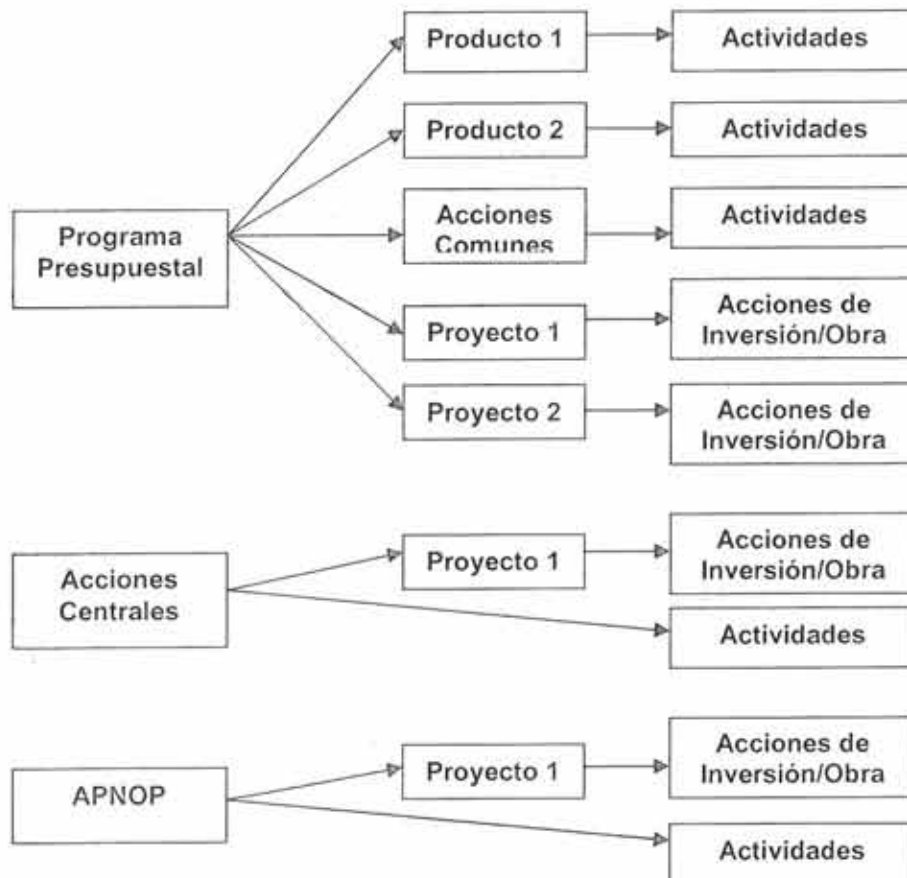 Producto 1
Actividades
Producto 2
Actividades
Acciones
Comunes
Actividades
Programa
Presupuestal
Proyecto 1
Acciones de
Inversión/Obra
Proyecto 2
Acciones de
Inversión/Obra
Acciones
Centrales
Proyecto 1
Acciones de
Inversión/Obra
Actividades
APNOP
Proyecto 1
Acciones de
Inversión/Obra
Actividades